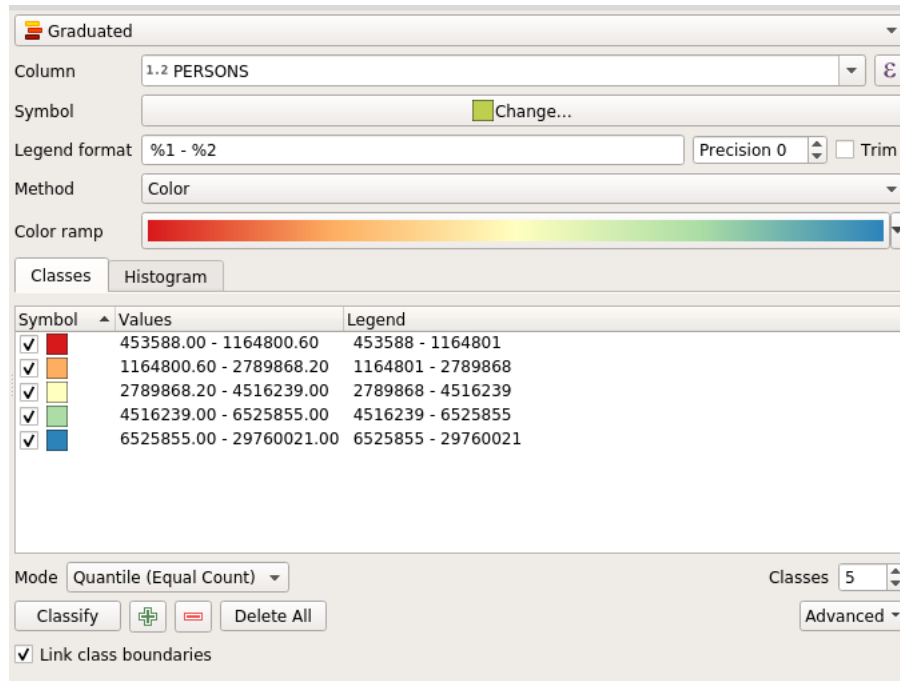 Graduated
Column 1.2 PERSONS ε
Symbol Change...
Legend format %1 - %2 Precision 0 Trim
Method Color
Color ramp
Classes Histogram
Symbol Values Legend
453588.00 - 1164800.60 453588 - 1164801
1164800.60 - 2789868.20 1164801 - 2789868
2789868.20 - 4516239.00 2789868 - 4516239
4516239.00 - 6525855.00 4516239 - 6525855
6525855.00 - 29760021.00 6525855 - 29760021
Mode Quantile (Equal Count) Classes 5
Classify Delete All Advanced
Link class boundaries